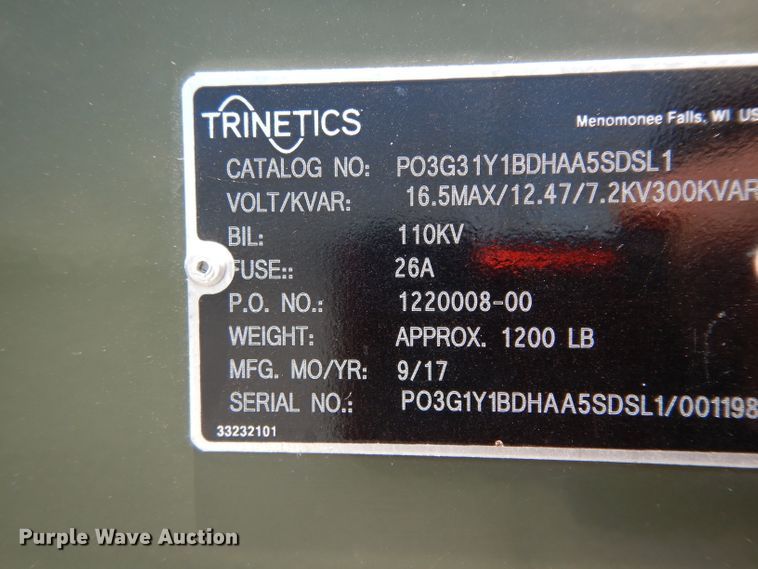 TRINETICS
Menomonee Falls, WI US
CATALOG NO: PO3G31Y1BDHAA5SDSL1
VOLT/KVAR: 16.5MAX/12.47/7.2KV300KVAR
BIL: 110KV
FUSE:: 26A
P.O. NO.: 1220008-00
WEIGHT: APPROX. 1200 LB
MFG. MO/YR: 9/17
SERIAL NO.: PO3G1Y1BDHAA5SDSL1/001198
33232101
Purple Wave Auction